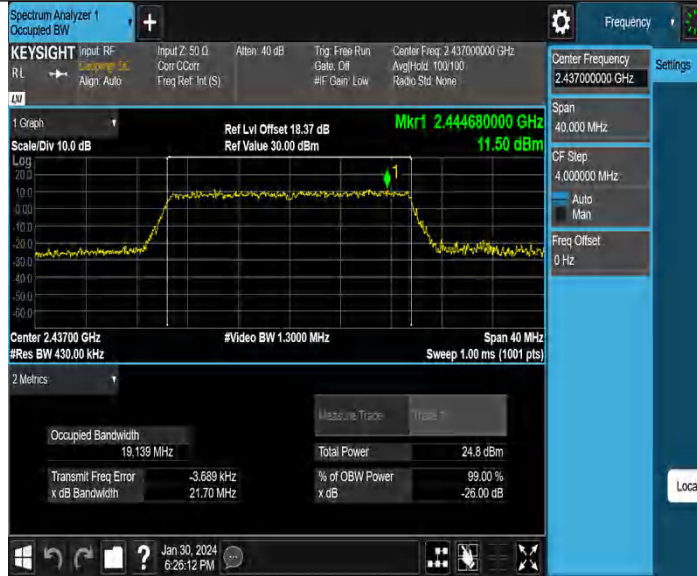 Spectrum Analyzer 1
Occupied BW
+
Frequency
KEYSIGHT
Input: RF
Coupling: DC
Align: Auto
Input Z: 50 Ω
Corr CCorr
Freq Ref: Int (S)
Atten: 40 dB
Trig: Free Run
Gate: Off
#IF Gain: Low
Center Freq: 2.437000000 GHz
Avg|Hold: 100/100
Radio Std: None
RL
LXI
Center Frequency
2.437000000 GHz
Settings
Span
40.000 MHz
CF Step
4.000000 MHz
Auto
Man
Freq Offset
0 Hz
1 Graph
Scale/Div 10.0 dB
Ref Lvl Offset 18.37 dB
Ref Value 30.00 dBm
Mkr1 2.444680000 GHz
11.50 dBm
Log
20.0
10.0
0.00
-10.0
-20.0
-30.0
-40.0
-50.0
-60.0
1
Center 2.43700 GHz
#Res BW 430.00 kHz
#Video BW 1.3000 MHz
Span 40 MHz
Sweep 1.00 ms (1001 pts)
2 Metrics
Measure Trace
Trace 1
Occupied Bandwidth
19.139 MHz
Total Power
24.8 dBm
Transmit Freq Error
-3.689 kHz
% of OBW Power
99.00 %
x dB Bandwidth
21.70 MHz
x dB
-26.00 dB
Loca
?
Jan 30, 2024
6:26:12 PM